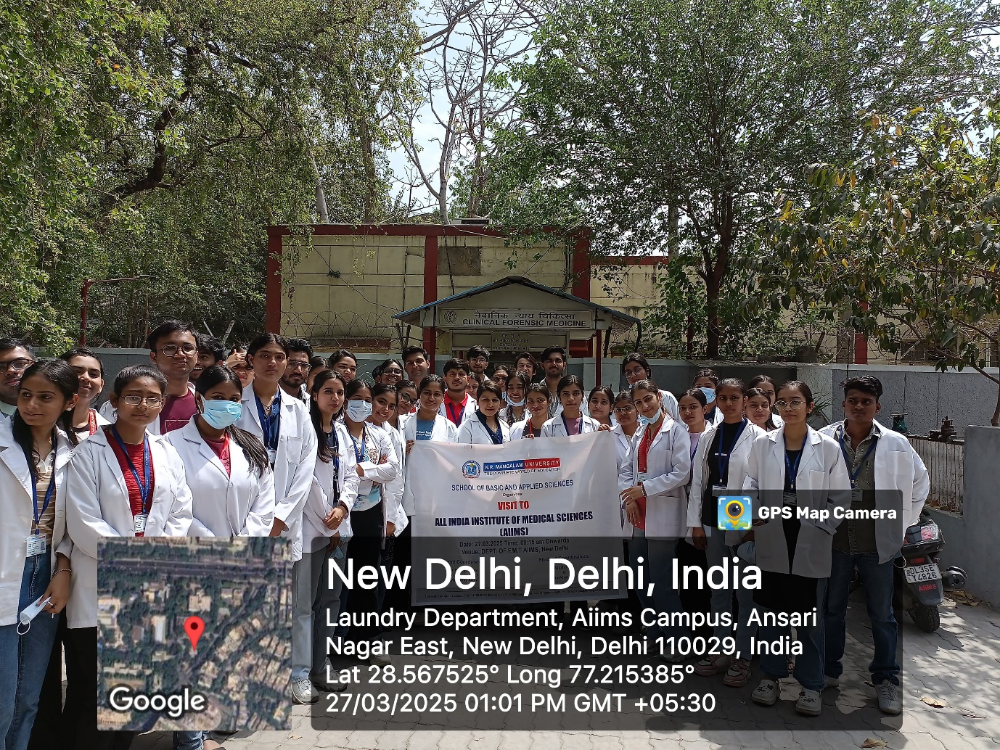 नैदानिक न्याय चिकित्सा
CLINICAL FORENSIC MEDICINE
K.R. MANGALAM UNIVERSITY
THE COMPLETE WORLD OF EDUCATION
SCHOOL OF BASIC AND APPLIED SCIENCES
Organizes
VISIT TO
ALL INDIA INSTITUTE OF MEDICAL SCIENCES
(AIIMS)
Date: 27.03.2025 Time: 09:15 am Onwards
Venue: DEPT. OF F.M.T AIIMS, New Delhi
GPS Map Camera
DL3SE
AIIMS
New Delhi, Delhi, India
Laundry Department, Aiims Campus, Ansari
Nagar East, New Delhi, Delhi 110029, India
Lat 28.567525° Long 77.215385°
27/03/2025 01:01 PM GMT +05:30
Google